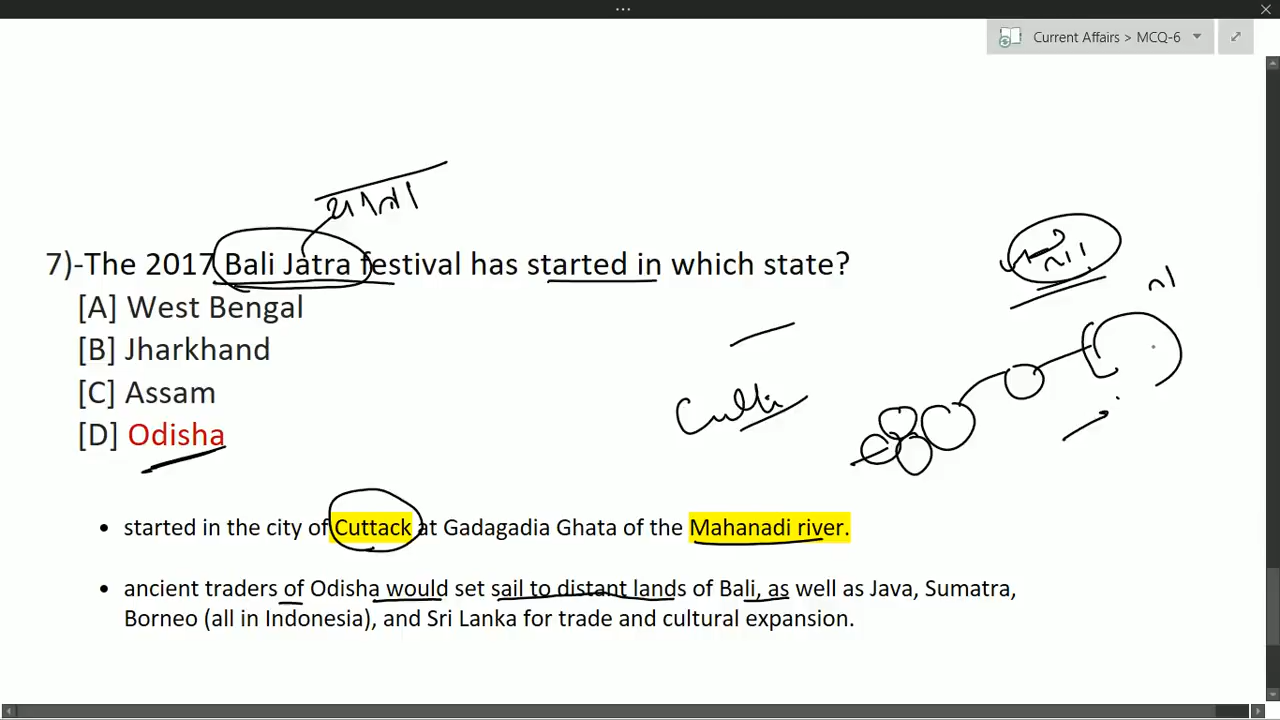 Current Affairs > MCQ-6
7)-The 2017 Bali Jatra festival has started in which state?
[A] West Bengal
[B] Jharkhand
[C] Assam
[D] Odisha
• started in the city of Cuttack at Gadagadia Ghata of the Mahanadi river.
• ancient traders of Odisha would set sail to distant lands of Bali, as well as Java, Sumatra,
Borneo (all in Indonesia), and Sri Lanka for trade and cultural expansion.